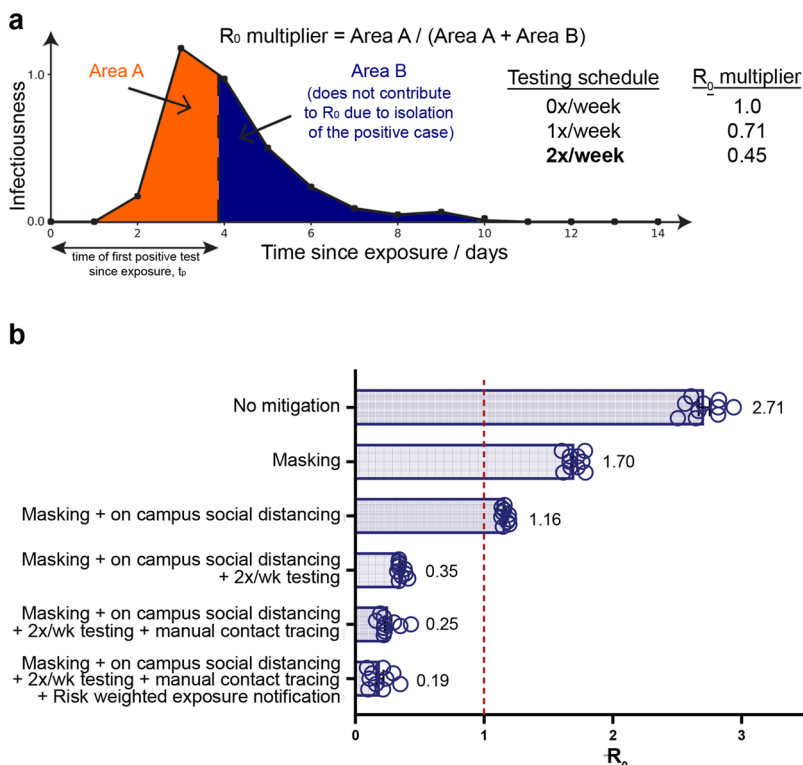 a
R₀ multiplier = Area A / (Area A + Area B)
Infectiousness
1.0
0.0
Area A
Area B
(does not contribute
to R₀ due to isolation
of the positive case)
Testing schedule R₀ multiplier
0x/week 1.0
1x/week 0.71
2x/week 0.45
0 2 4 6 8 10 12 14
time of first positive test
since exposure, tₚ
Time since exposure / days
b
No mitigation 2.71
Masking 1.70
Masking + on campus social distancing 1.16
Masking + on campus social distancing
+ 2x/wk testing 0.35
Masking + on campus social distancing
+ 2x/wk testing + manual contact tracing 0.25
Masking + on campus social distancing
+ 2x/wk testing + manual contact tracing 0.19
+ Risk weighted exposure notification
0 1 2 3
R₀